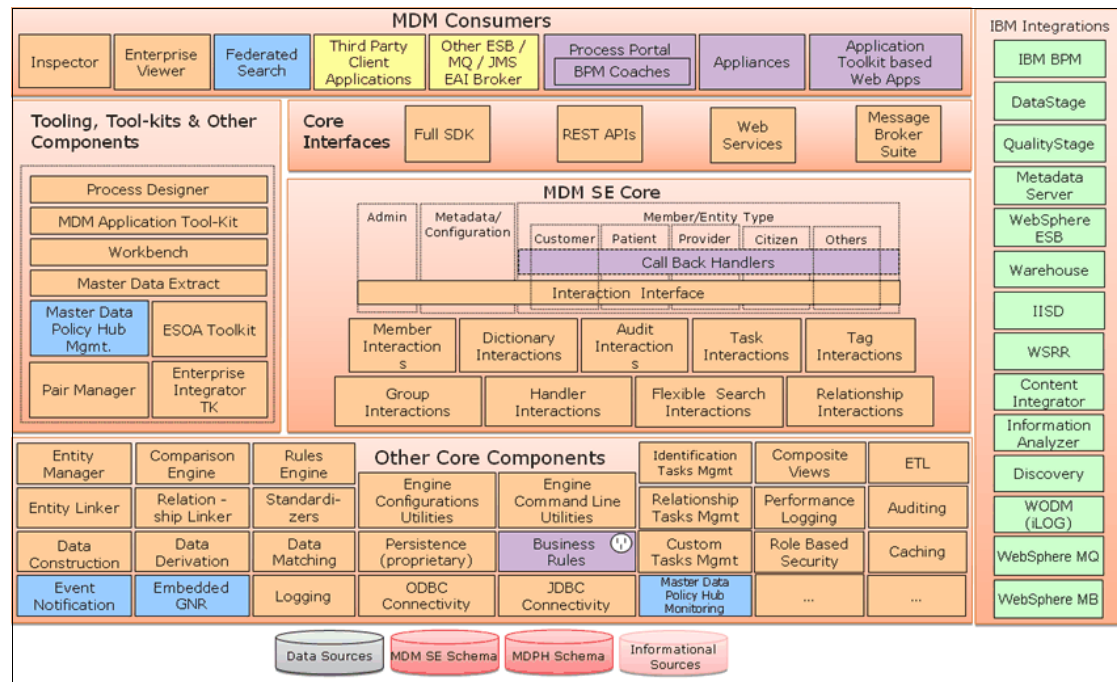 MDM Consumers
Inspector
Enterprise
Viewer
Federated
Search
Third Party
Client
Applications
Other ESB /
MQ / JMS
EAI Broker
Process Portal
BPM Coaches
Appliances
Application
Toolkit based
Web Apps
Tooling, Tool-kits & Other
Components
Process Designer
MDM Application Tool-Kit
Workbench
Master Data Extract
Master Data
Policy Hub
Mgmt.
ESOA Toolkit
Pair Manager
Enterprise
Integrator
TK
Core
Interfaces
Full SDK
REST APIs
Web
Services
Message
Broker
Suite
MDM SE Core
Admin
Metadata/
Configuration
Member/Entity Type
Customer
Patient
Provider
Citizen
Others
Call Back Handlers
Interaction Interface
Member
Interaction
s
Dictionary
Interactions
Audit
Interaction
s
Task
Interactions
Tag
Interactions
Group
Interactions
Handler
Interactions
Flexible Search
Interactions
Relationship
Interactions
Other Core Components
Entity
Manager
Comparison
Engine
Rules
Engine
Engine
Configurations
Utilities
Engine
Command Line
Utilities
Identification
Tasks Mgmt
Composite
Views
ETL
Entity Linker
Relation -
ship Linker
Standardi-
zers
Relationship
Tasks Mgmt
Performance
Logging
Auditing
Data
Construction
Data
Derivation
Data
Matching
Persistence
(proprietary)
Business
Rules
Custom
Tasks Mgmt
Role Based
Security
Caching
Event
Notification
Embedded
GNR
Logging
ODBC
Connectivity
JDBC
Connectivity
Master Data
Policy Hub
Monitoring
...
...
IBM Integrations
IBM BPM
DataStage
QualityStage
Metadata
Server
WebSphere
ESB
Warehouse
IISD
WSRR
Content
Integrator
Information
Analyzer
Discovery
WODM
(iLOG)
WebSphere MQ
WebSphere MB
Data Sources
MDM SE Schema
MDPH Schema
Informational
Sources